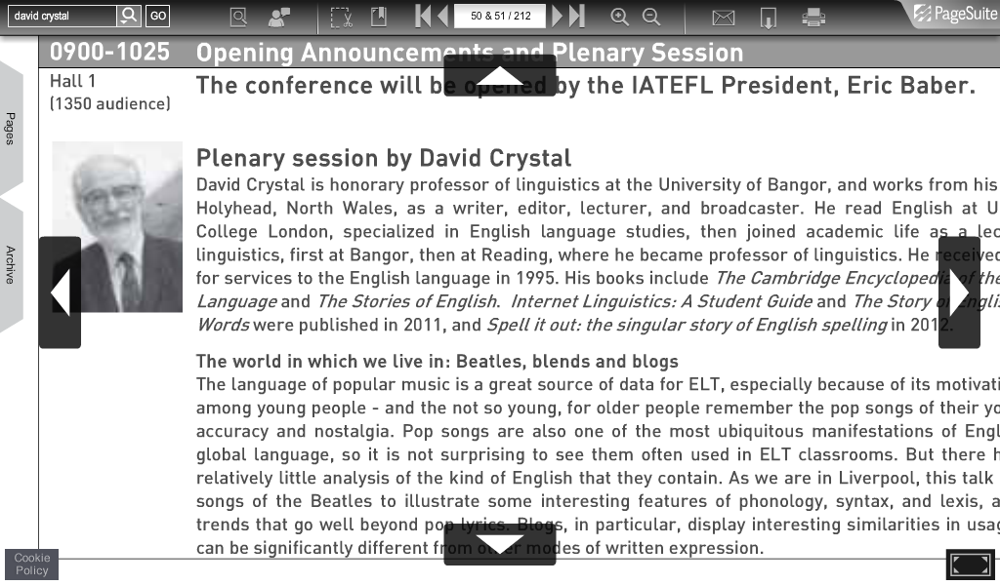 david crystal
GO
50 & 51 / 212
PageSuite
Pages
Archive
0900-1025 Opening Announcements and Plenary Session
Hall 1
(1350 audience)
The conference will be opened by the IATEFL President, Eric Baber.
Plenary session by David Crystal
David Crystal is honorary professor of linguistics at the University of Bangor, and works from his
Holyhead, North Wales, as a writer, editor, lecturer, and broadcaster. He read English at U
College London, specialized in English language studies, then joined academic life as a lec
linguistics, first at Bangor, then at Reading, where he became professor of linguistics. He received
for services to the English language in 1995. His books include The Cambridge Encyclopedia of the
Language and The Stories of English. Internet Linguistics: A Student Guide and The Story of Englis
Words were published in 2011, and Spell it out: the singular story of English spelling in 2012.
The world in which we live in: Beatles, blends and blogs
The language of popular music is a great source of data for ELT, especially because of its motivati
among young people - and the not so young, for older people remember the pop songs of their yo
accuracy and nostalgia. Pop songs are also one of the most ubiquitous manifestations of Engl
global language, so it is not surprising to see them often used in ELT classrooms. But there h
relatively little analysis of the kind of English that they contain. As we are in Liverpool, this talk
songs of the Beatles to illustrate some interesting features of phonology, syntax, and lexis, a
trends that go well beyond pop lyrics. Blogs, in particular, display interesting similarities in usag
can be significantly different from other modes of written expression.
Cookie
Policy